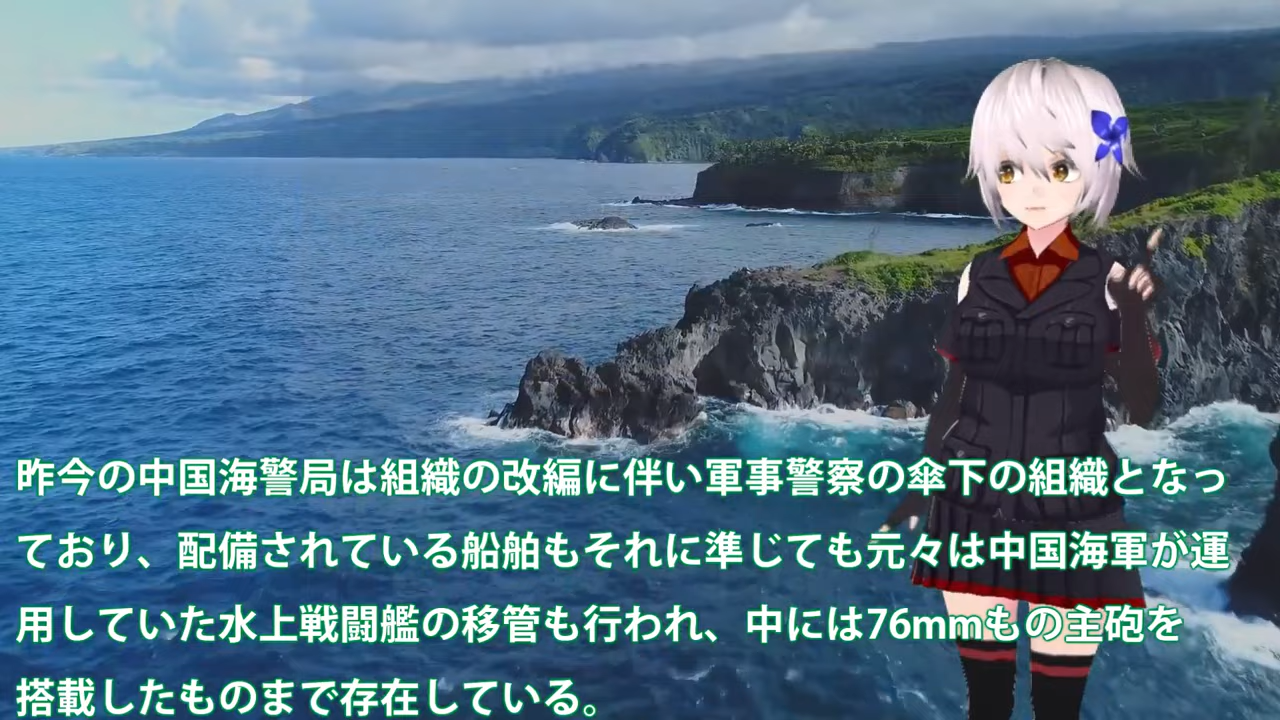 昨今の中国海警局は組織の改編に伴い軍事警察の傘下の組織となっ
ており、配備されている船舶もそれに準じても元々は中国海軍が運
用していた水上戦闘艦の移管も行われ、中には76mmもの主砲を
搭載したものまで存在している。